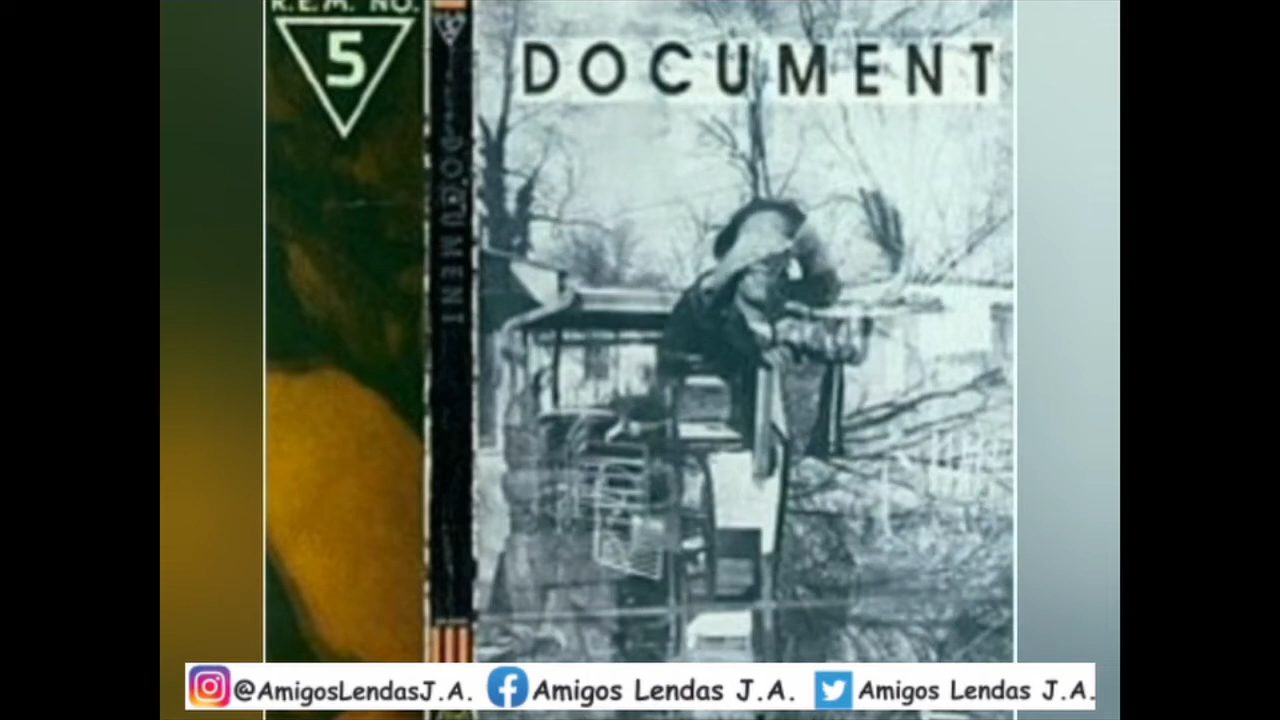 R.E.M. NO.
5
DOCUMENT
DOCUMENT
@AmigosLendasJ.A.
Amigos Lendas J.A.
Amigos Lendas J.A.